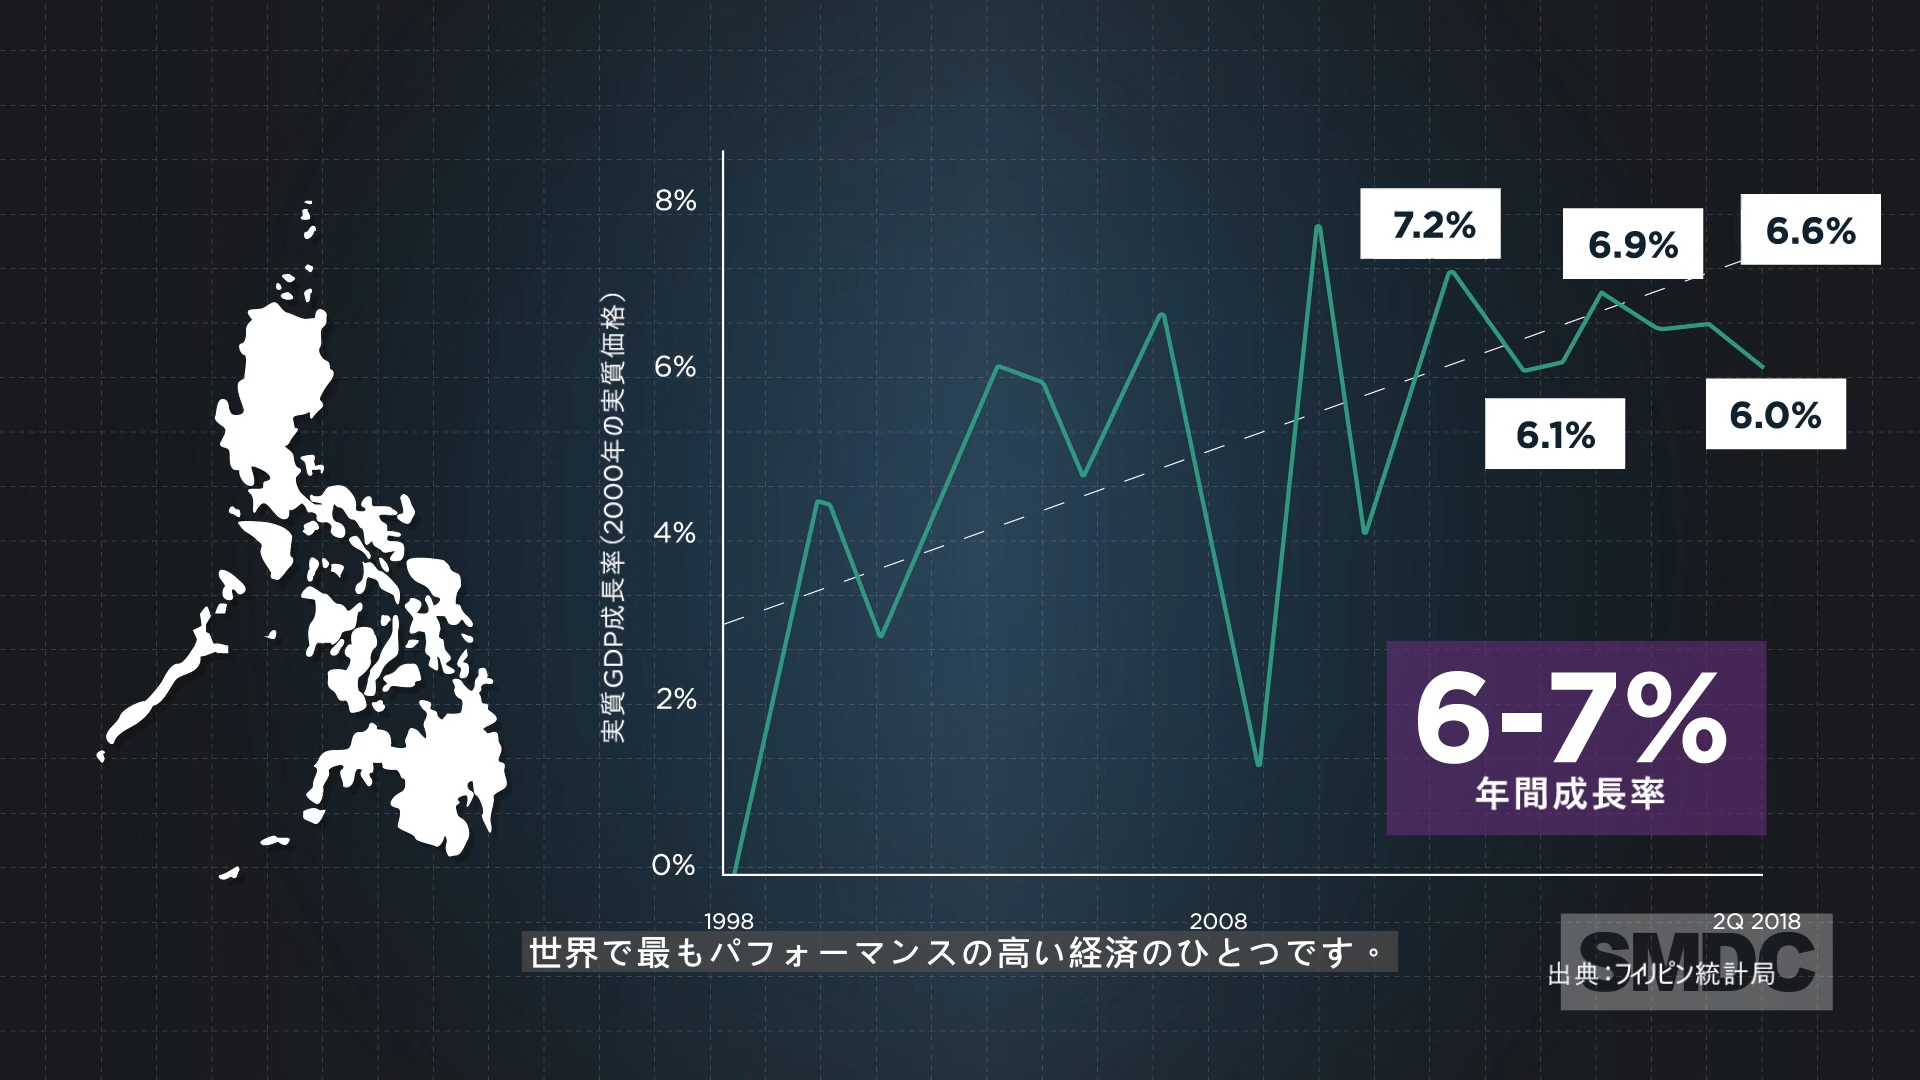 8%
7.2%
6.9%
6.6%
実質GDP成長率（2000年の実質価格）
6%
6.1%
6.0%
4%
2%
6-7%
年間成長率
0%
1998
2008
2Q 2018
世界で最もパフォーマンスの高い経済のひとつです。
SMDC
出典：フィリピン統計局